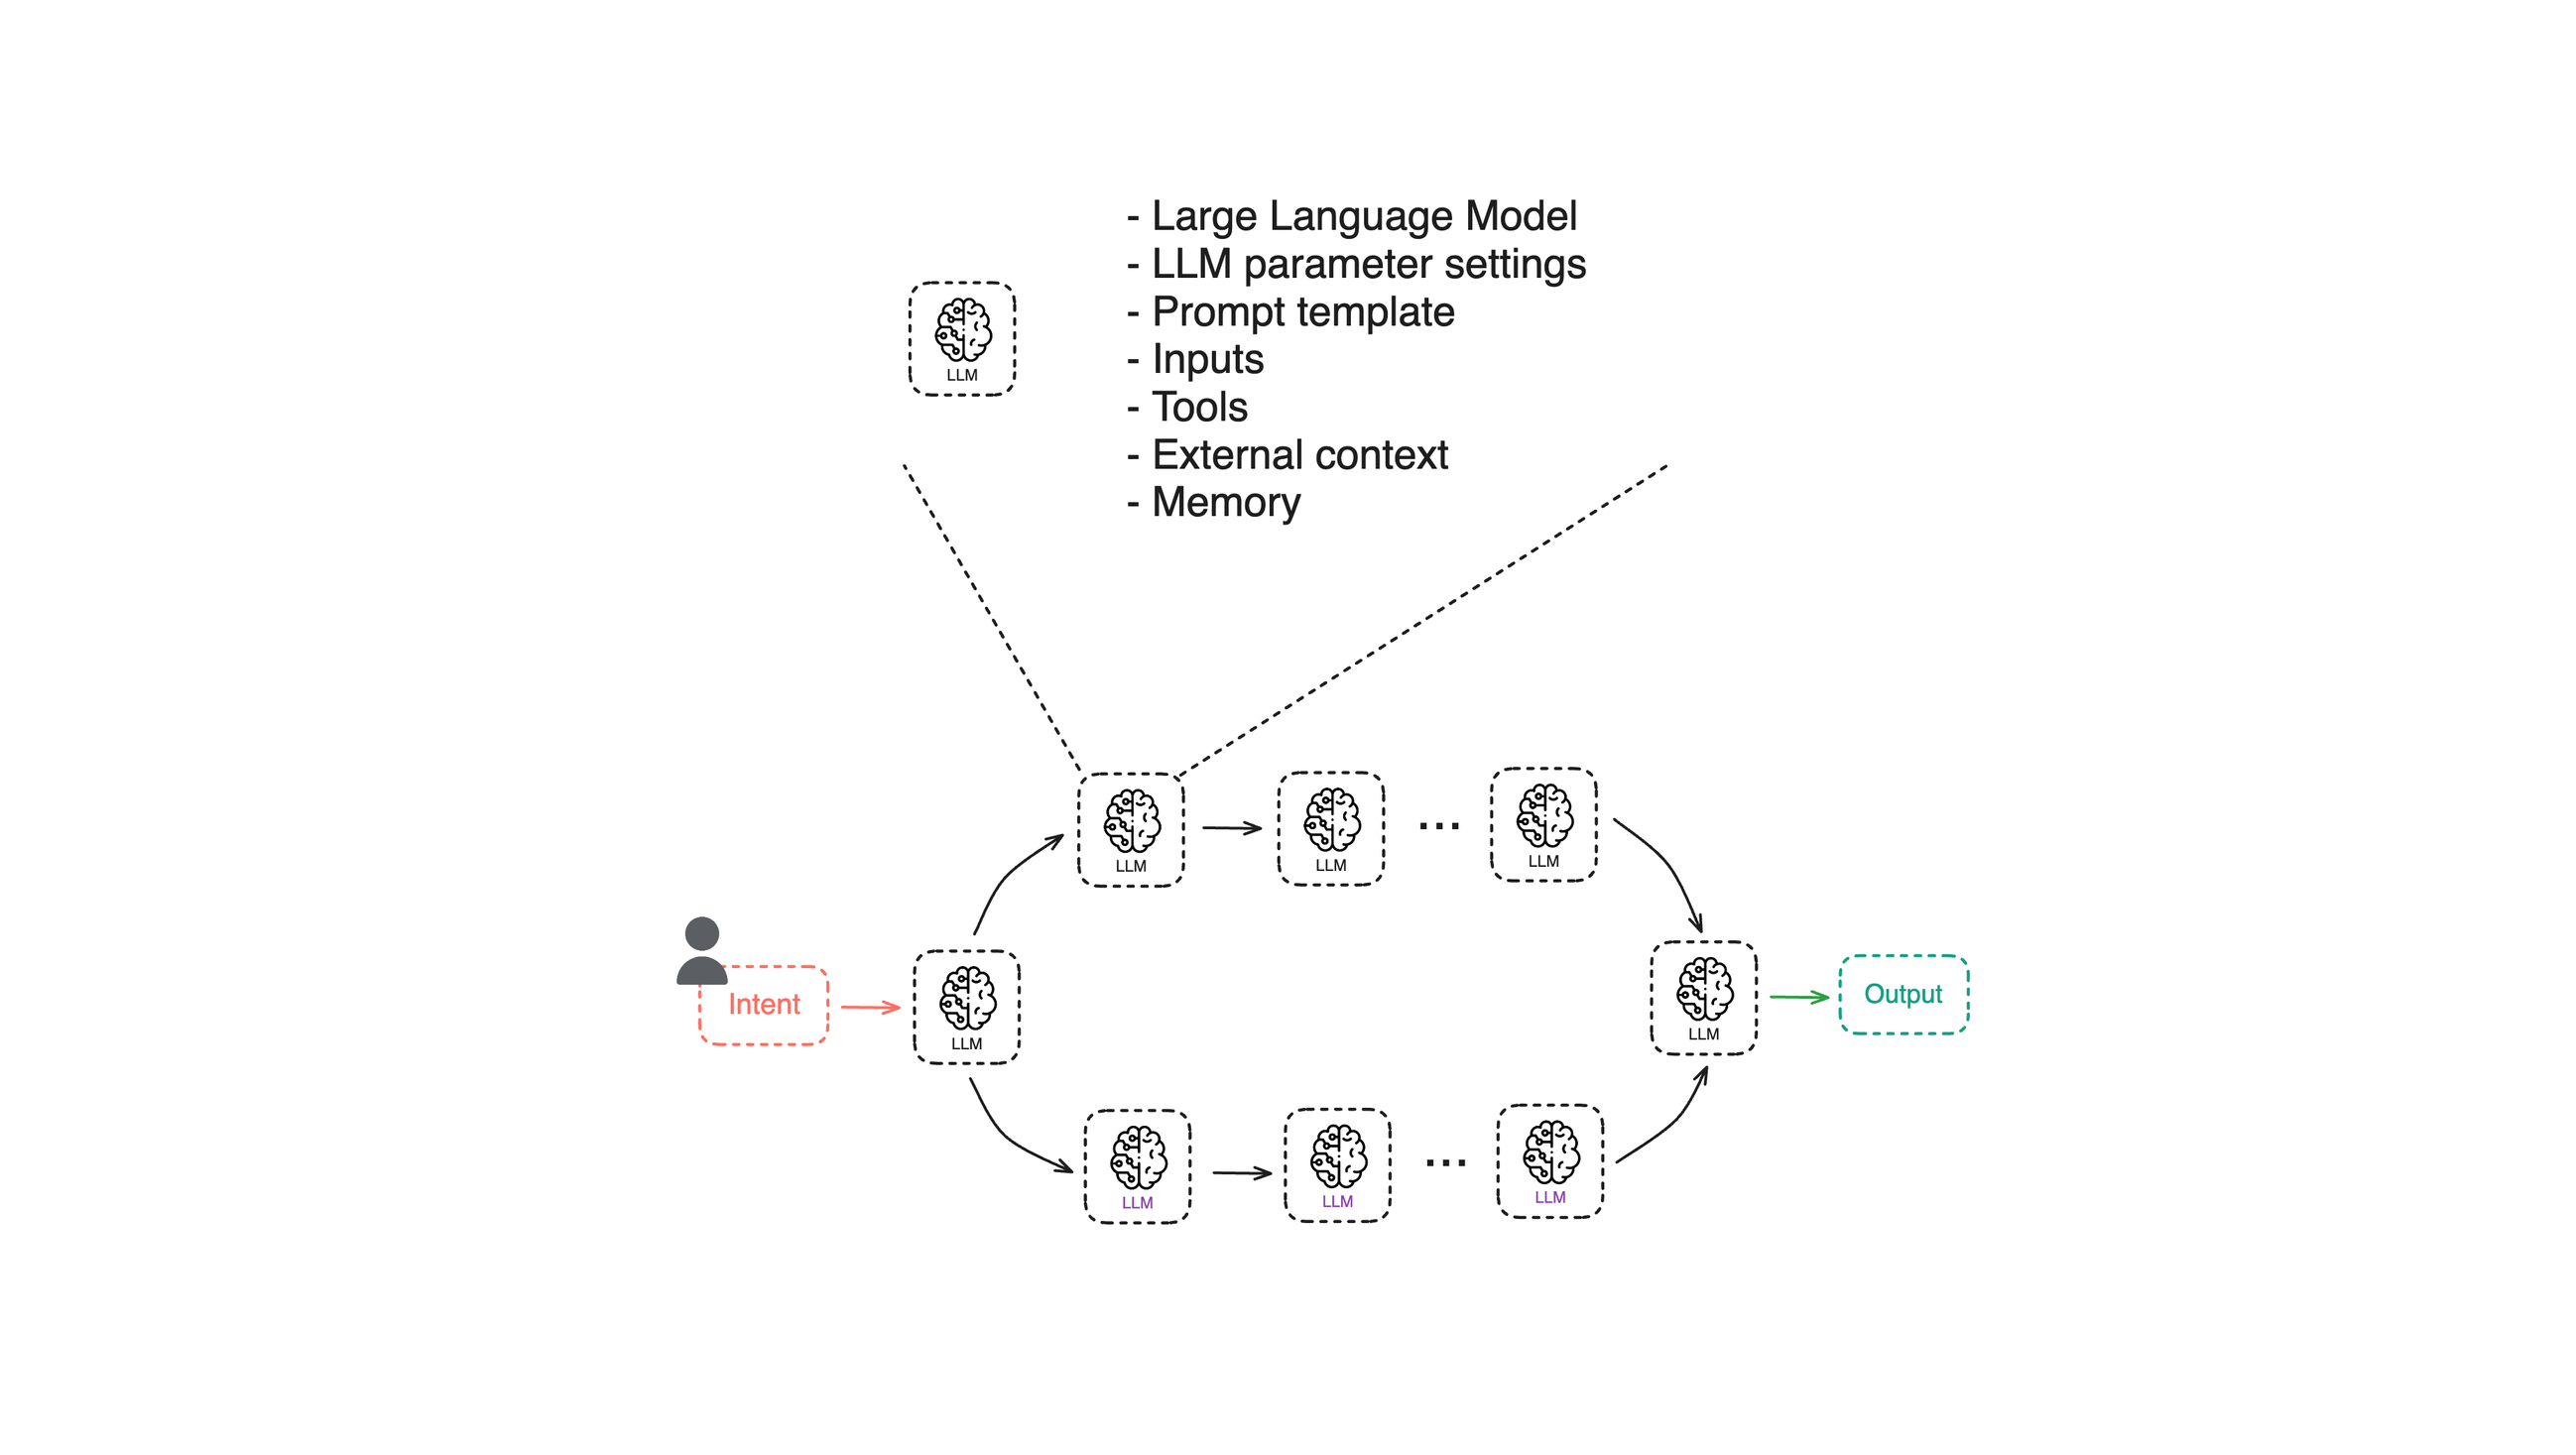 - Large Language Model
- LLM parameter settings
- Prompt template
- Inputs
- Tools
- External context
- Memory
LLM
LLM
LLM
...
LLM
Intent
LLM
LLM
Output
LLM
LLM
...
LLM